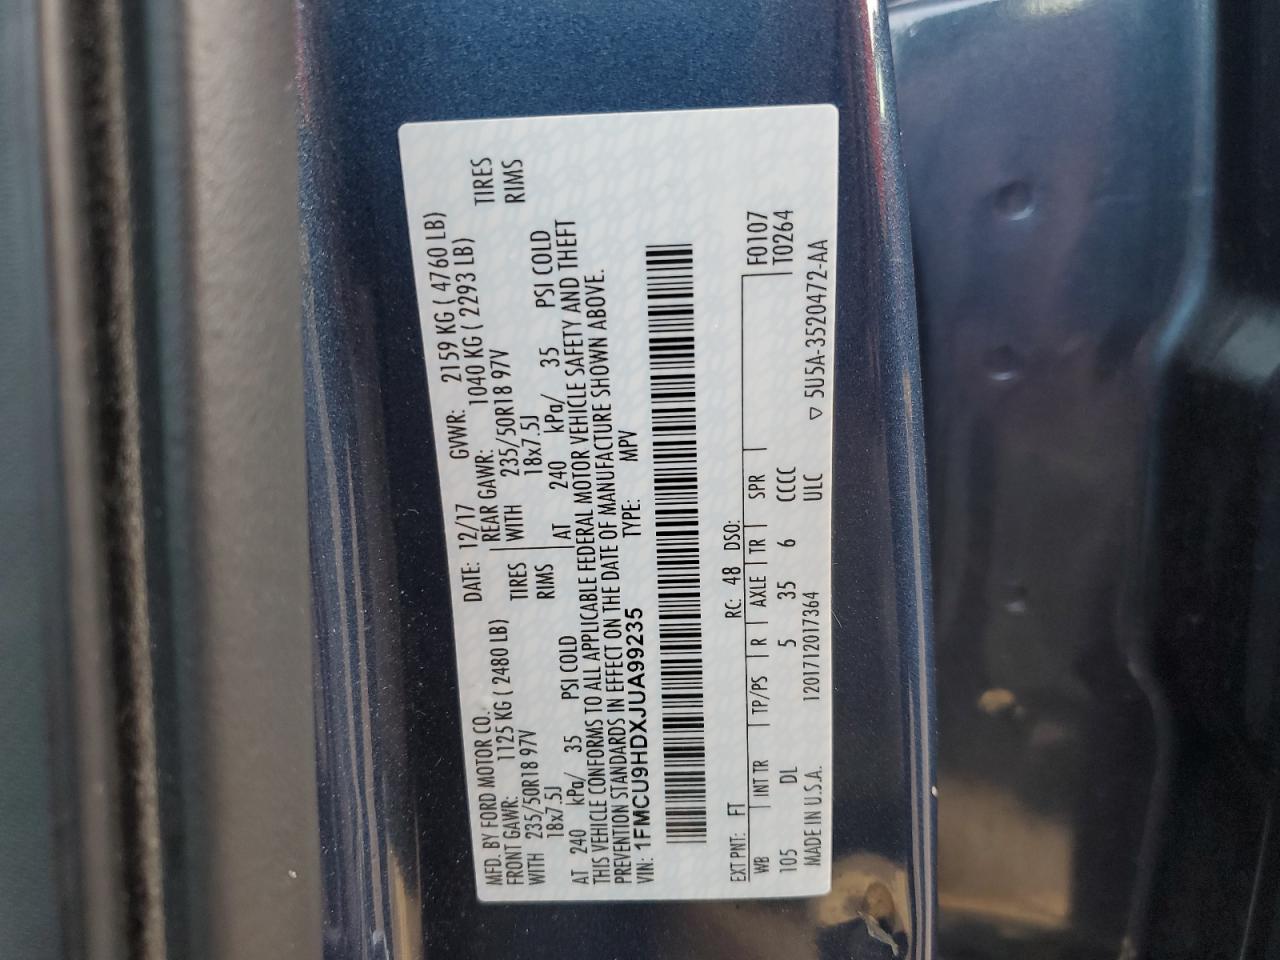 MFD. BY FORD MOTOR CO. DATE: 12/17 GVWR: 2159 KG ( 4760 LB)
FRONT GAWR: 1125 KG ( 2480 LB) REAR GAWR: 1040 KG ( 2293 LB)
WITH 235/50R18 97V TIRES WITH 235/50R18 97V TIRES
18x7.5J RIMS 18x7.5J RIMS
AT 240 kPa/ 35 PSI COLD AT 240 kPa/ 35 PSI COLD
THIS VEHICLE CONFORMS TO ALL APPLICABLE FEDERAL MOTOR VEHICLE SAFETY AND THEFT
PREVENTION STANDARDS IN EFFECT ON THE DATE OF MANUFACTURE SHOWN ABOVE.
VIN: 1FMCU9HDXJUA99235 TYPE: MPV
EXT PNT: FT RC: 48 DSO: F0107
WB INT TR TP/PS R AXLE TR SPR T0264
105 DL 5 35 6 CCCC
MADE IN U.S.A. 1201712017364 ULC ▽ 5U5A-3520472-AA